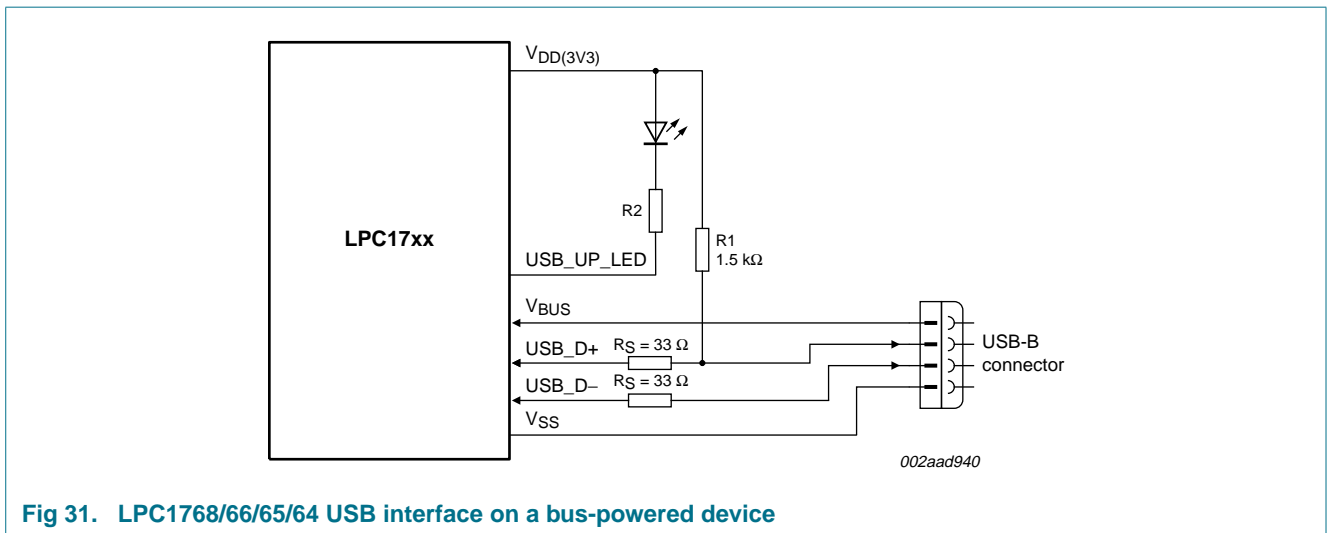 VDD(3V3)
R2
R1
1.5 kΩ
LPC17xx
USB_UP_LED
VBUS
USB_D+
RS = 33 Ω
USB-B
connector
USB_D−
RS = 33 Ω
VSS
002aad940
Fig 31. LPC1768/66/65/64 USB interface on a bus-powered device